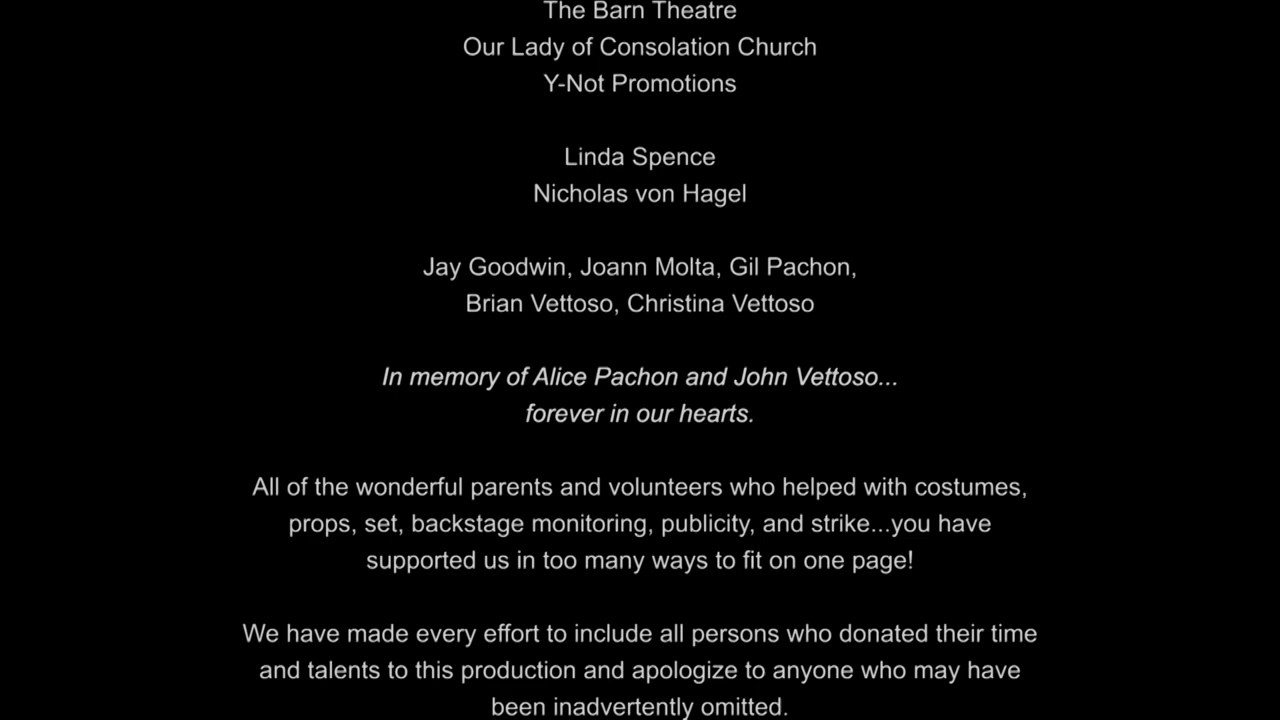 The Barn Theatre
Our Lady of Consolation Church
Y-Not Promotions
Linda Spence
Nicholas von Hagel
Jay Goodwin, Joann Molta, Gil Pachon,
Brian Vettoso, Christina Vettoso
In memory of Alice Pachon and John Vettoso...
forever in our hearts.
All of the wonderful parents and volunteers who helped with costumes,
props, set, backstage monitoring, publicity, and strike...you have
supported us in too many ways to fit on one page!
We have made every effort to include all persons who donated their time
and talents to this production and apologize to anyone who may have
been inadvertently omitted.